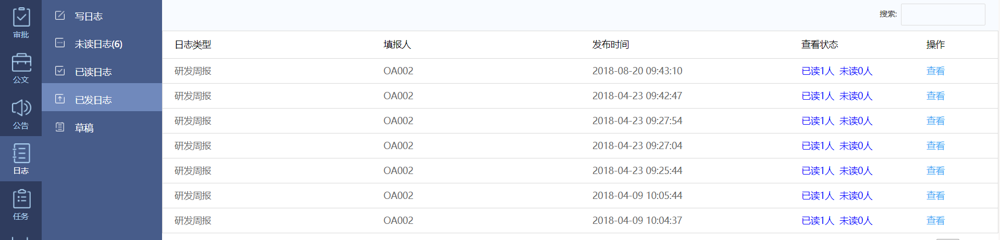 审批
公文
公告
日志
任务
写日志
未读日志(6)
已读日志
已发日志
草稿
搜索:
日志类型 填报人 发布时间 查看状态 操作
研发周报 OA002 2018-08-20 09:43:10 已读1人 未读0人 查看
研发周报 OA002 2018-04-23 09:42:47 已读1人 未读0人 查看
研发周报 OA002 2018-04-23 09:27:54 已读1人 未读0人 查看
研发周报 OA002 2018-04-23 09:27:04 已读1人 未读0人 查看
研发周报 OA002 2018-04-23 09:25:44 已读1人 未读0人 查看
研发周报 OA002 2018-04-09 10:05:44 已读1人 未读0人 查看
研发周报 OA002 2018-04-09 10:04:37 已读1人 未读0人 查看